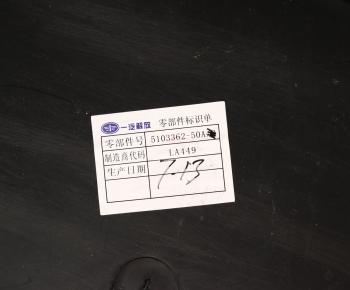 一汽解放 零部件标识单
零部件号 5103362-50A
制造商代码 LA449
生产日期 7.13